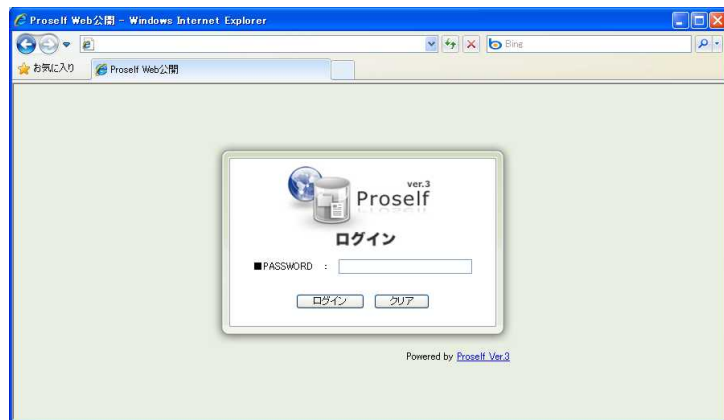 Proself Web公開 - Windows Internet Explorer
Bing
お気に入り
Proself Web公開
ver.3
Proself
ログイン
■PASSWORD :
ログイン クリア
Powered by Proself Ver.3